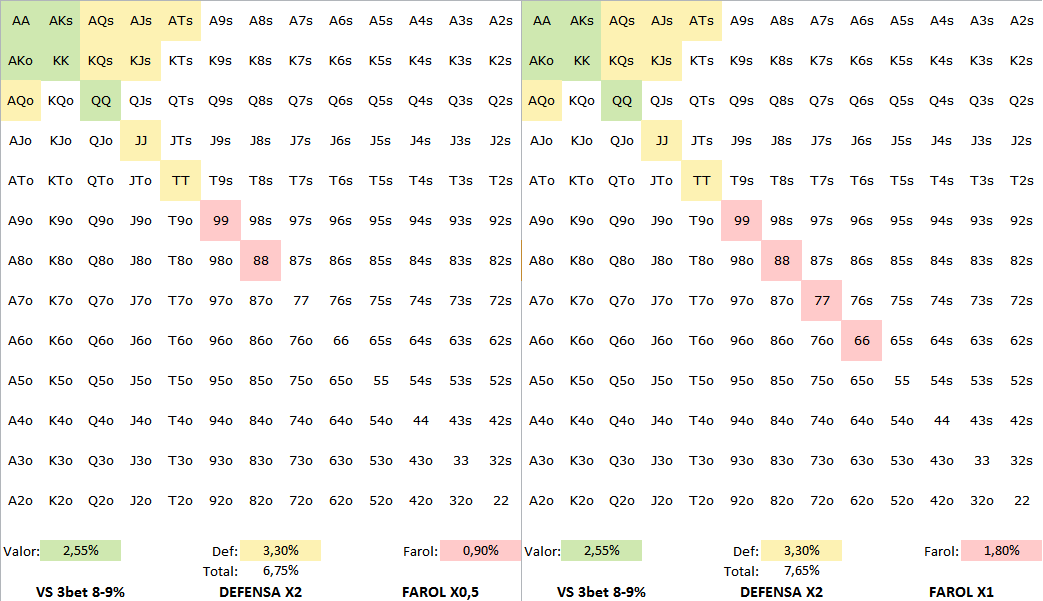 AA AKs AQs AJs ATs A9s A8s A7s A6s A5s A4s A3s A2s
AKo KK KQs KJs KTs K9s K8s K7s K6s K5s K4s K3s K2s
AQo KQo QQ QJs QTs Q9s Q8s Q7s Q6s Q5s Q4s Q3s Q2s
AJo KJo QJo JJ JTs J9s J8s J7s J6s J5s J4s J3s J2s
ATo KTo QTo JTo TT T9s T8s T7s T6s T5s T4s T3s T2s
A9o K9o Q9o J9o T9o 99 98s 97s 96s 95s 94s 93s 92s
A8o K8o Q8o J8o T8o 98o 88 87s 86s 85s 84s 83s 82s
A7o K7o Q7o J7o T7o 97o 87o 77 76s 75s 74s 73s 72s
A6o K6o Q6o J6o T6o 96o 86o 76o 66 65s 64s 63s 62s
A5o K5o Q5o J5o T5o 95o 85o 75o 65o 55 54s 53s 52s
A4o K4o Q4o J4o T4o 94o 84o 74o 64o 54o 44 43s 42s
A3o K3o Q3o J3o T3o 93o 83o 73o 63o 53o 43o 33 32s
A2o K2o Q2o J2o T2o 92o 82o 72o 62o 52o 42o 32o 22
Valor: 2,55% Def: 3,30% Farol: 0,90%
Total: 6,75%
VS 3bet 8-9% DEFENSA X2 FAROL X0,5
AA AKs AQs AJs ATs A9s A8s A7s A6s A5s A4s A3s A2s
AKo KK KQs KJs KTs K9s K8s K7s K6s K5s K4s K3s K2s
AQo KQo QQ QJs QTs Q9s Q8s Q7s Q6s Q5s Q4s Q3s Q2s
AJo KJo QJo JJ JTs J9s J8s J7s J6s J5s J4s J3s J2s
ATo KTo QTo JTo TT T9s T8s T7s T6s T5s T4s T3s T2s
A9o K9o Q9o J9o T9o 99 98s 97s 96s 95s 94s 93s 92s
A8o K8o Q8o J8o T8o 98o 88 87s 86s 85s 84s 83s 82s
A7o K7o Q7o J7o T7o 97o 87o 77 76s 75s 74s 73s 72s
A6o K6o Q6o J6o T6o 96o 86o 76o 66 65s 64s 63s 62s
A5o K5o Q5o J5o T5o 95o 85o 75o 65o 55 54s 53s 52s
A4o K4o Q4o J4o T4o 94o 84o 74o 64o 54o 44 43s 42s
A3o K3o Q3o J3o T3o 93o 83o 73o 63o 53o 43o 33 32s
A2o K2o Q2o J2o T2o 92o 82o 72o 62o 52o 42o 32o 22
Valor: 2,55% Def: 3,30% Farol: 1,80%
Total: 7,65%
VS 3bet 8-9% DEFENSA X2 FAROL X1